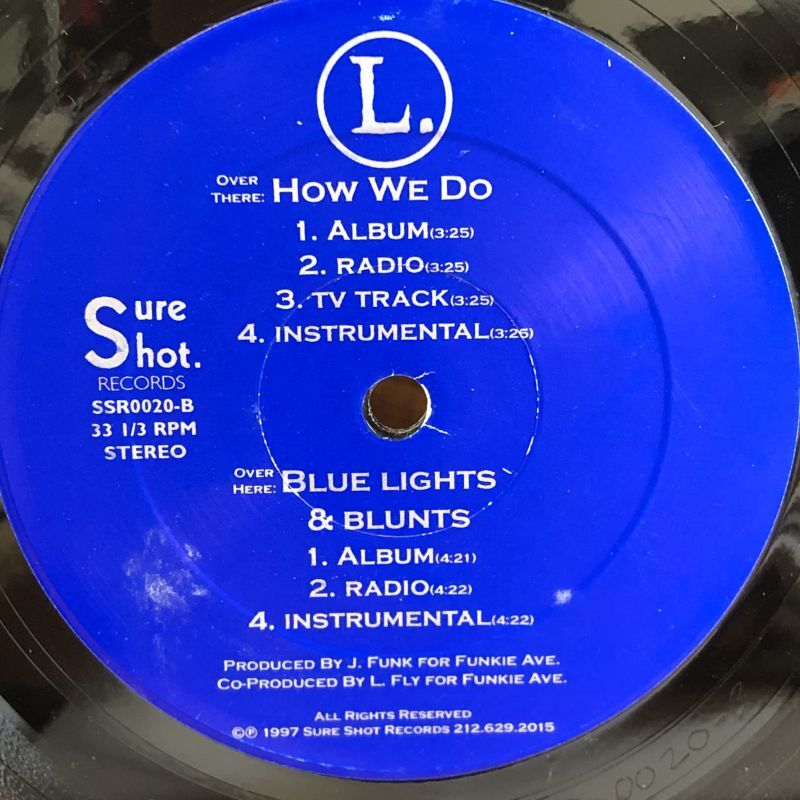 L.
OVER THERE: HOW WE DO
1. ALBUM(3:25)
2. RADIO(3:25)
3. TV TRACK(3:25)
4. INSTRUMENTAL(3:25)
Sure
Shot.
RECORDS
SSR0020-B
33 1/3 RPM
STEREO
OVER HERE: BLUE LIGHTS
& BLUNTS
1. ALBUM(4:21)
2. RADIO(4:22)
4. INSTRUMENTAL(4:22)
PRODUCED BY J. FUNK FOR FUNKIE AVE.
CO-PRODUCED BY L. FLY FOR FUNKIE AVE.
ALL RIGHTS RESERVED
©℗ 1997 SURE SHOT RECORDS 212.629.2015
0020-